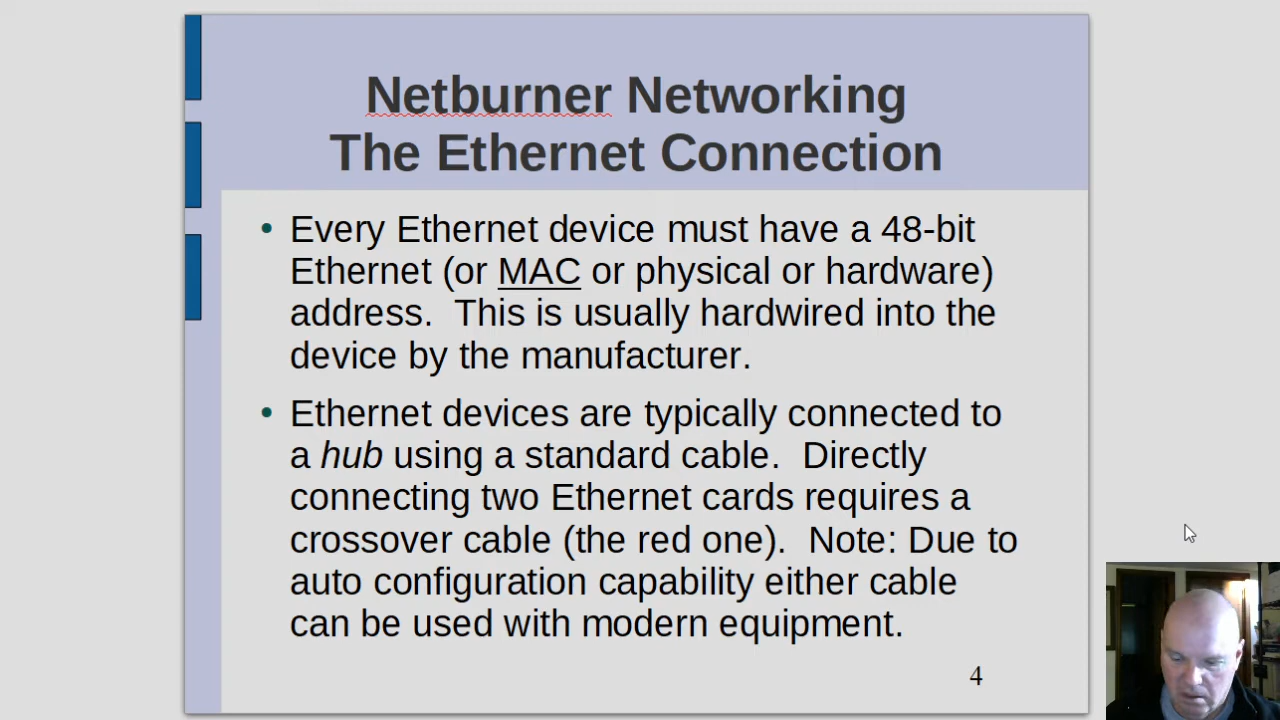 Netburner Networking
The Ethernet Connection
• Every Ethernet device must have a 48-bit
Ethernet (or MAC or physical or hardware)
address.  This is usually hardwired into the
device by the manufacturer.
• Ethernet devices are typically connected to
a hub using a standard cable.  Directly
connecting two Ethernet cards requires a
crossover cable (the red one).  Note: Due to
auto configuration capability either cable
can be used with modern equipment.
4